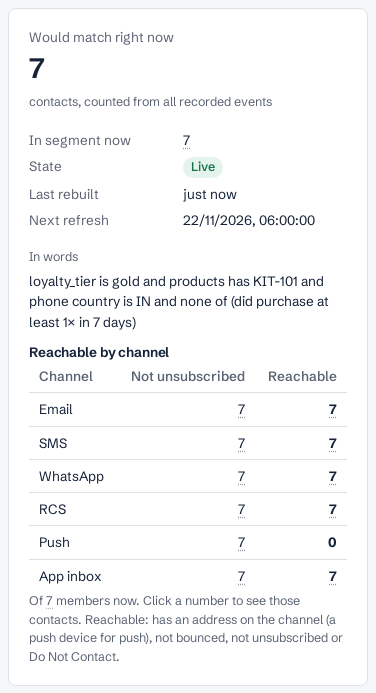 Would match right now
7
contacts, counted from all recorded events
In segment now 7
State Live
Last rebuilt just now
Next refresh 22/11/2026, 06:00:00
In words
loyalty_tier is gold and products has KIT-101 and
phone country is IN and none of (did purchase at
least 1× in 7 days)
Reachable by channel
Channel Not unsubscribed Reachable
Email 7 7
SMS 7 7
WhatsApp 7 7
RCS 7 7
Push 7 0
App inbox 7 7
Of 7 members now. Click a number to see those
contacts. Reachable: has an address on the channel (a
push device for push), not bounced, not unsubscribed or
Do Not Contact.